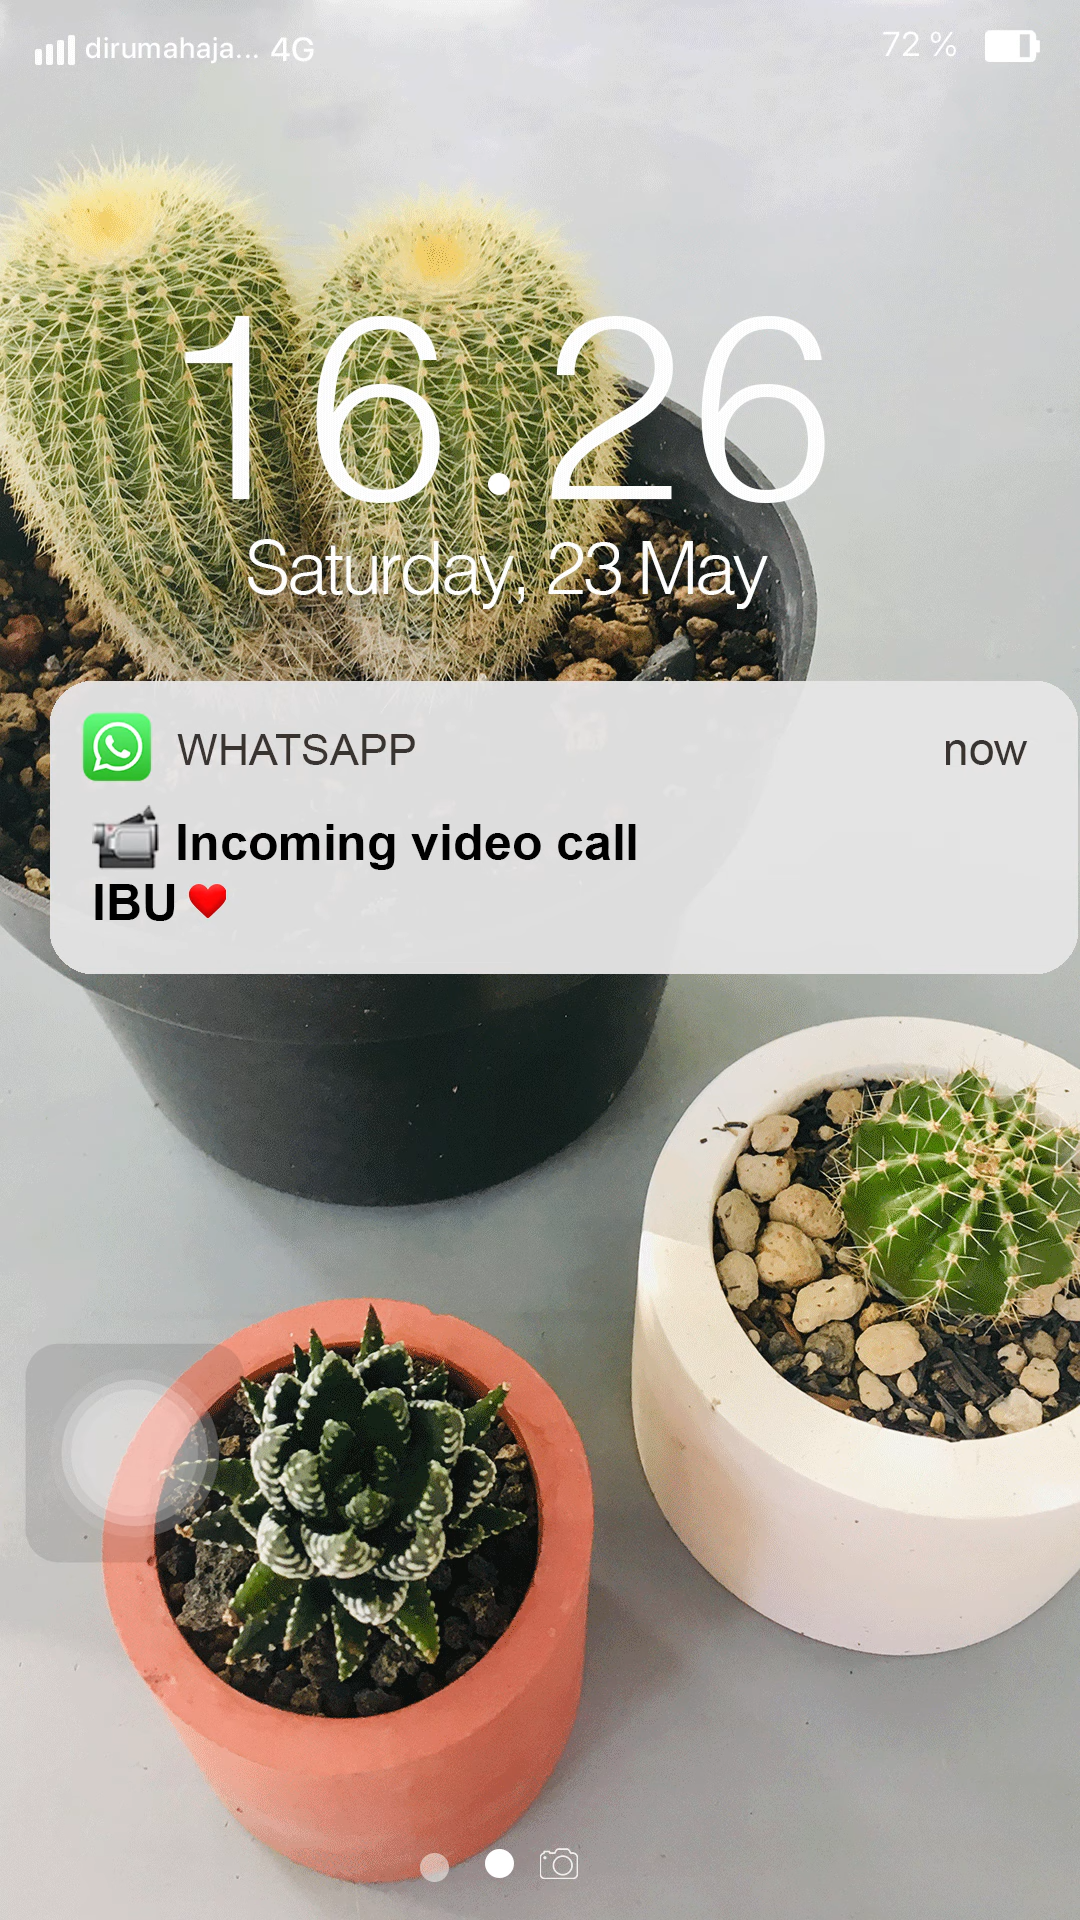 dirumahaja... 4G
72 %
16.26
Saturday, 23 May
WHATSAPP
now
Incoming video call
IBU ❤